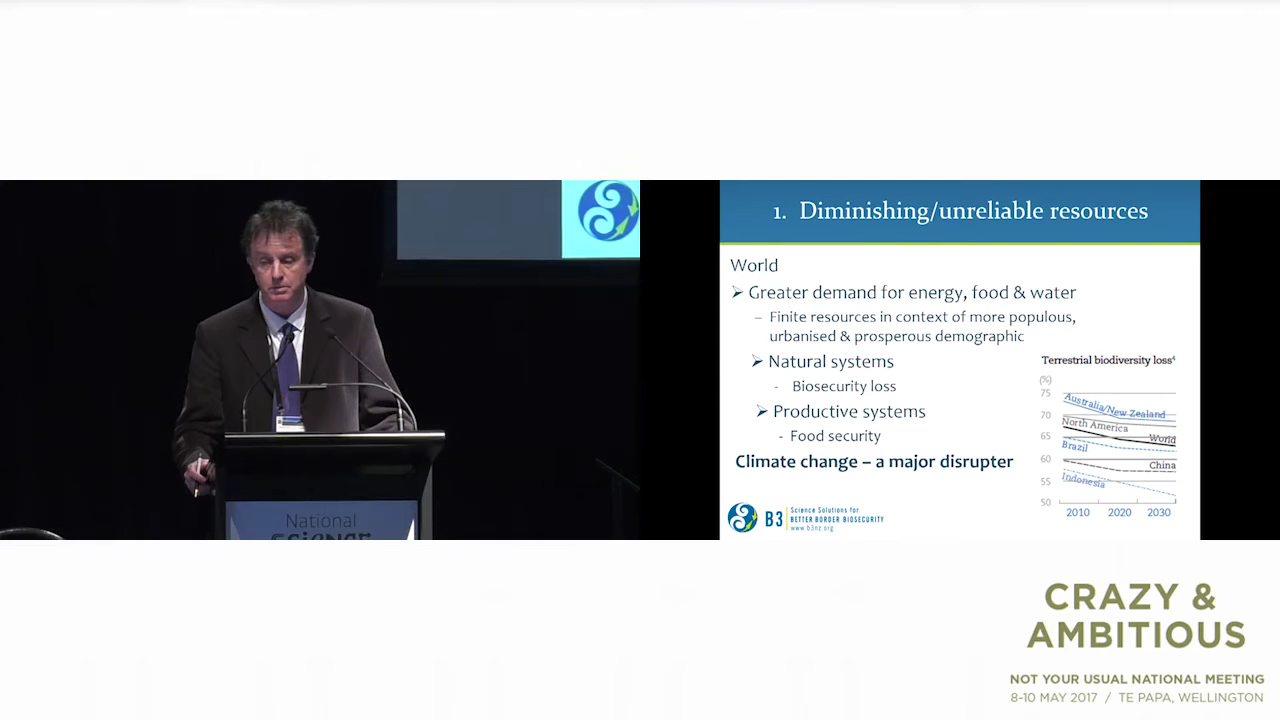 National
Science
1. Diminishing/unreliable resources
World
➢ Greater demand for energy, food & water
– Finite resources in context of more populous,
urbanised & prosperous demographic
➢ Natural systems
- Biosecurity loss
➢ Productive systems
- Food security
Climate change – a major disrupter
Terrestrial biodiversity loss⁴
(%)
75
70
65
60
55
50
Australia/New Zealand
North America
World
Brazil
China
Indonesia
2010 2020 2030
B3
Science Solutions for
BETTER BORDER BIOSECURITY
www.b3nz.org
CRAZY &
AMBITIOUS
NOT YOUR USUAL NATIONAL MEETING
8-10 MAY 2017 / TE PAPA, WELLINGTON